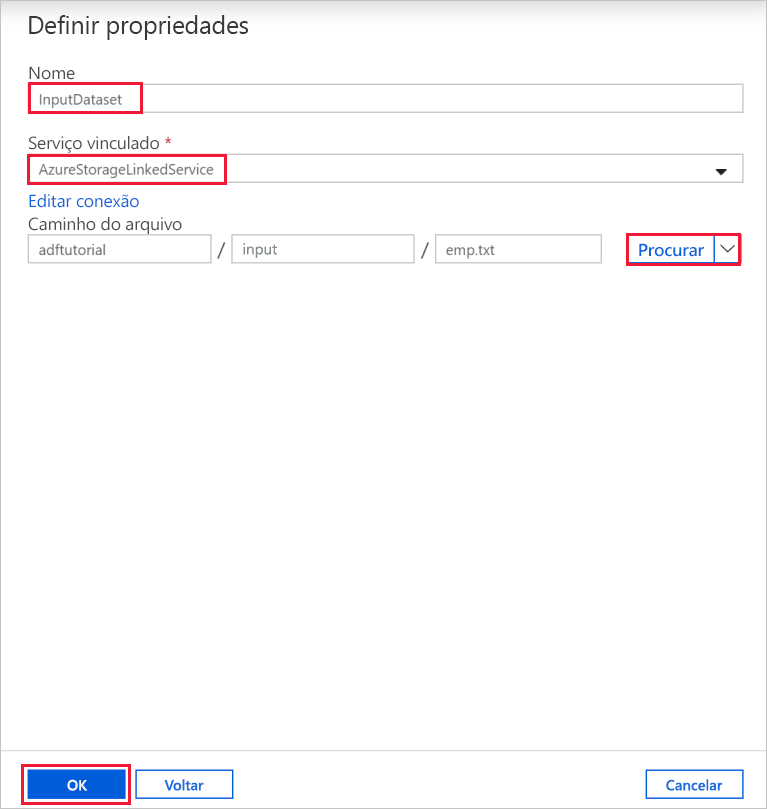 Definir propriedades
Nome
InputDataset
Serviço vinculado *
AzureStorageLinkedService
Editar conexão
Caminho do arquivo
adftutorial / input / emp.txt Procurar
OK Voltar Cancelar